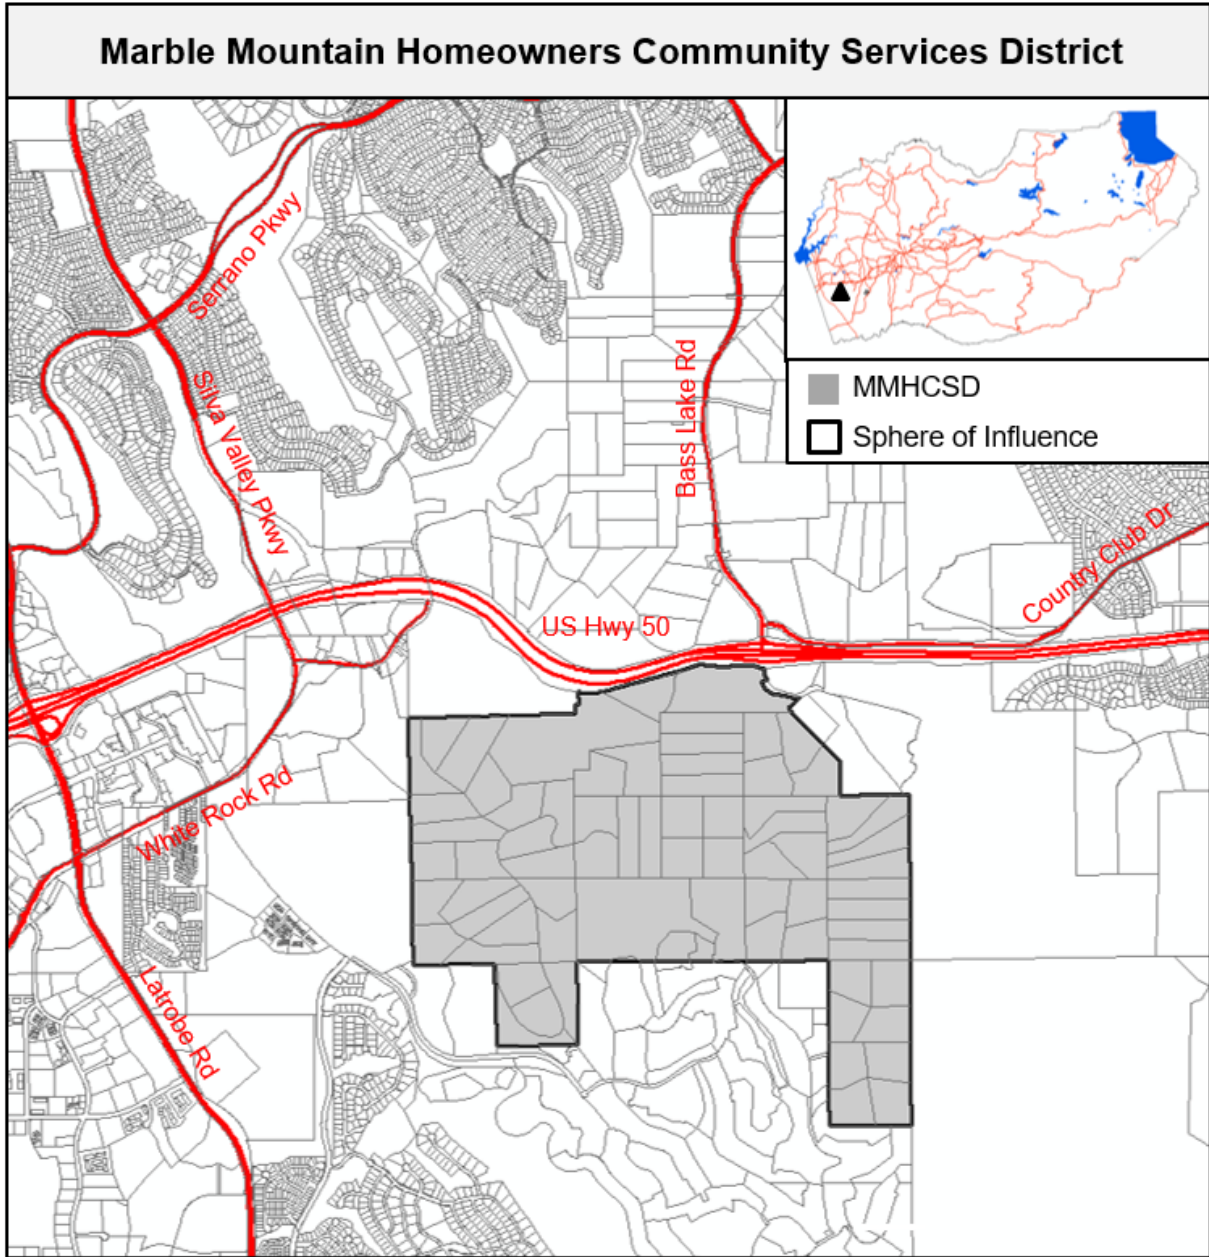 Marble Mountain Homeowners Community Services District
Serrano Pkwy
Silva Valley Pkwy
Bass Lake Rd
MMHCSD
Sphere of Influence
Country Club Dr
US Hwy 50
White Rock Rd
Latrobe Rd